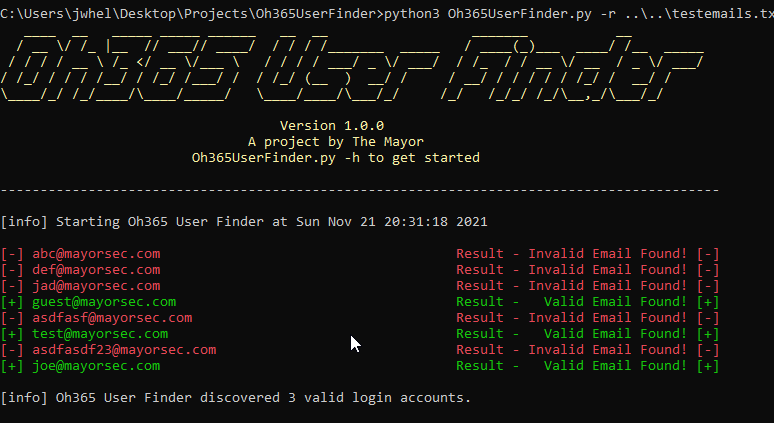 C:\Users\jwhel\Desktop\Projects\Oh365UserFinder>python3 Oh365UserFinder.py -r ..\..\testemails.tx
Oh365 User Finder
Version 1.0.0
A project by The Mayor
Oh365UserFinder.py -h to get started
[info] Starting Oh365 User Finder at Sun Nov 21 20:31:18 2021
[-] abc@mayorsec.com Result - Invalid Email Found! [-]
[-] def@mayorsec.com Result - Invalid Email Found! [-]
[-] jad@mayorsec.com Result - Invalid Email Found! [-]
[+] guest@mayorsec.com Result - Valid Email Found! [+]
[-] asdfasf@mayorsec.com Result - Invalid Email Found! [-]
[+] test@mayorsec.com Result - Valid Email Found! [+]
[-] asdfasdf23@mayorsec.com Result - Invalid Email Found! [-]
[+] joe@mayorsec.com Result - Valid Email Found! [+]
[info] Oh365 User Finder discovered 3 valid login accounts.